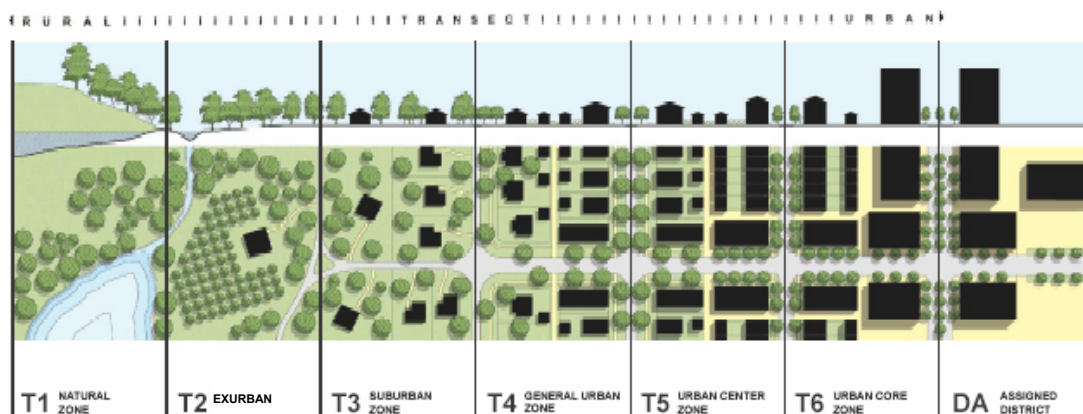 RURAL TRANSECT URBAN
T1 NATURAL ZONE
T2 EXURBAN
T3 SUBURBAN ZONE
T4 GENERAL URBAN ZONE
T5 URBAN CENTER ZONE
T6 URBAN CORE ZONE
DA ASSIGNED DISTRICT